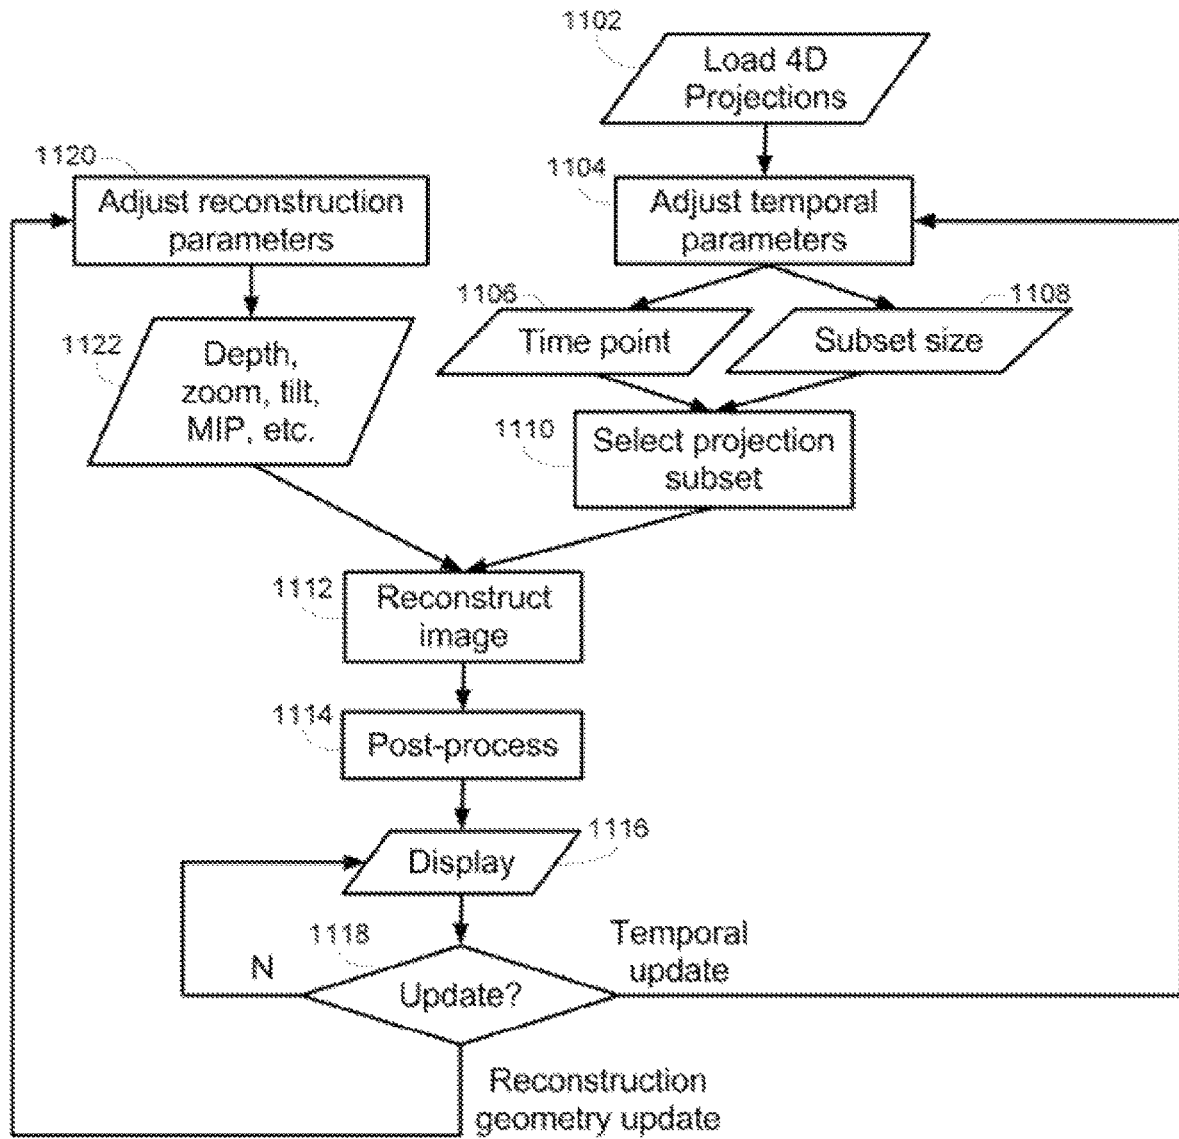 1102
Load 4D
Projections
1120
Adjust reconstruction
parameters
1104
Adjust temporal
parameters
1106
Time point
1108
Subset size
1122
Depth,
zoom, tilt,
MIP, etc.
1110
Select projection
subset
1112
Reconstruct
image
1114
Post-process
1116
Display
1118
Update?
N
Temporal
update
Reconstruction
geometry update